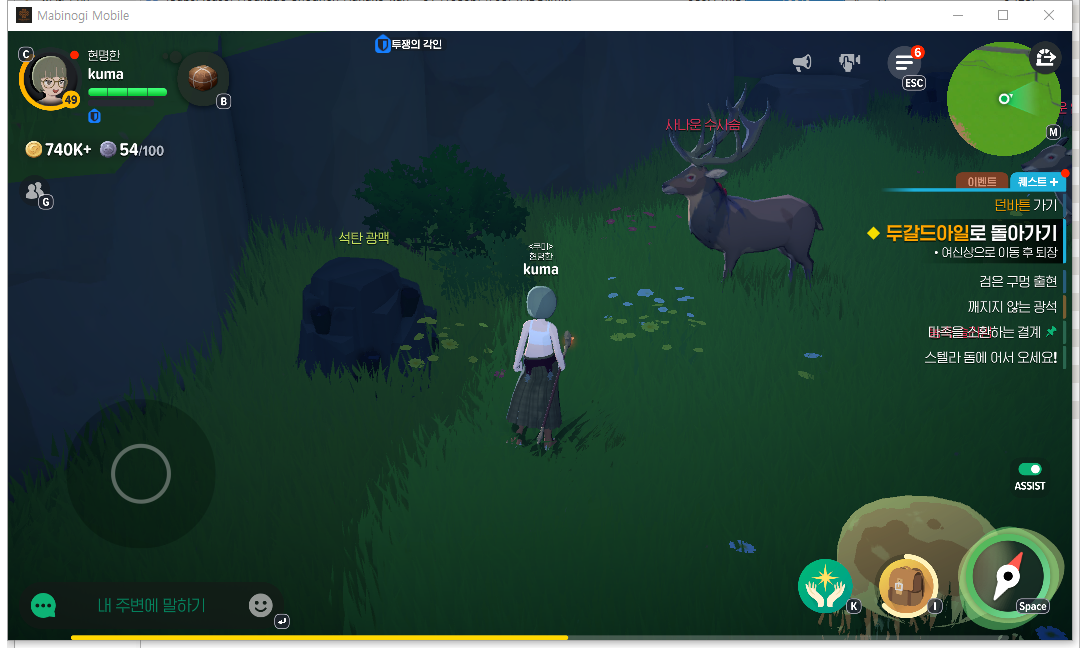 Mabinogi Mobile
C
현명한
kuma
49
B
740K+ 54/100
G
투쟁의 각인
6
ESC
M
사나운 수사슴
이벤트 퀘스트 +
던바튼 가기
두갈드아일로 돌아가기
• 여신상으로 이동 후 퇴장
검은 구멍 출현
깨지지 않는 광석
마족을 소환하는 결계
스텔라 돔에 어서 오세요!
석탄 광맥
현명한
kuma
ASSIST
내 주변에 말하기
K
I
Space